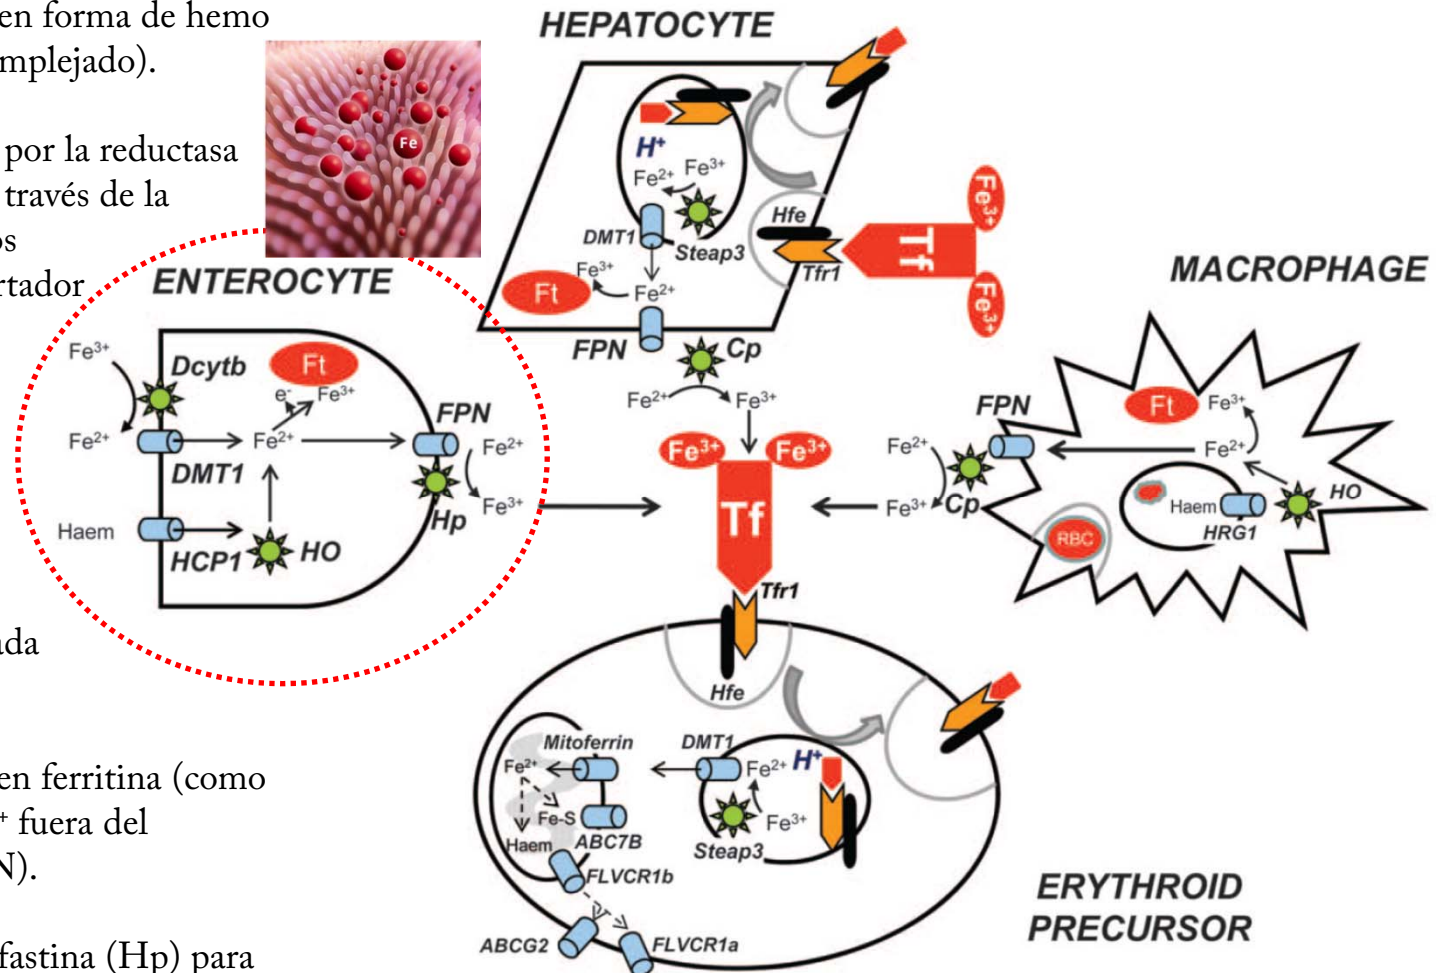 en forma de hemo
mplejado).
por la reductasa
través de la
os
rtador
ada
en ferritina (como
⁺ fuera del
N).
fastina (Hp) para
Fe
HEPATOCYTE
H⁺
Fe²⁺
Fe³⁺
DMT1
Steap3
Fe³⁺
Ft
Fe²⁺
FPN
Cp
Hfe
Tfr1
Tf
Fe³⁺
Fe³⁺
Fe²⁺
Fe³⁺
ENTEROCYTE
Fe³⁺
Dcytb
Ft
e⁻
Fe³⁺
Fe²⁺
Fe²⁺
DMT1
FPN
Fe²⁺
Hp
Fe³⁺
Haem
HCP1
HO
Fe³⁺
Fe³⁺
Tf
Tfr1
MACROPHAGE
FPN
Ft
Fe³⁺
Fe²⁺
Fe²⁺
Fe³⁺
Cp
Haem
HRG1
HO
RBC
Hfe
Mitoferrin
DMT1
Fe²⁺
Fe²⁺
H⁺
Fe-S
Fe³⁺
Haem
ABC7B
Steap3
FLVCR1b
ABCG2
FLVCR1a
ERYTHROID
PRECURSOR